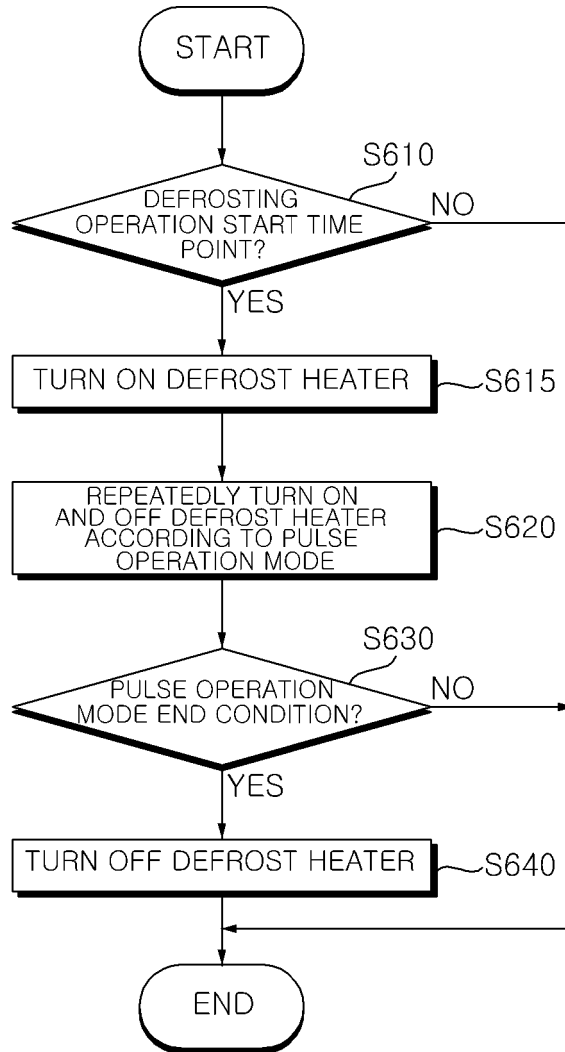 START
S610
DEFROSTING
OPERATION START TIME
POINT?
NO
YES
TURN ON DEFROST HEATER
S615
REPEATEDLY TURN ON
AND OFF DEFROST HEATER
ACCORDING TO PULSE
OPERATION MODE
S620
S630
PULSE OPERATION
MODE END CONDITION?
NO
YES
TURN OFF DEFROST HEATER
S640
END